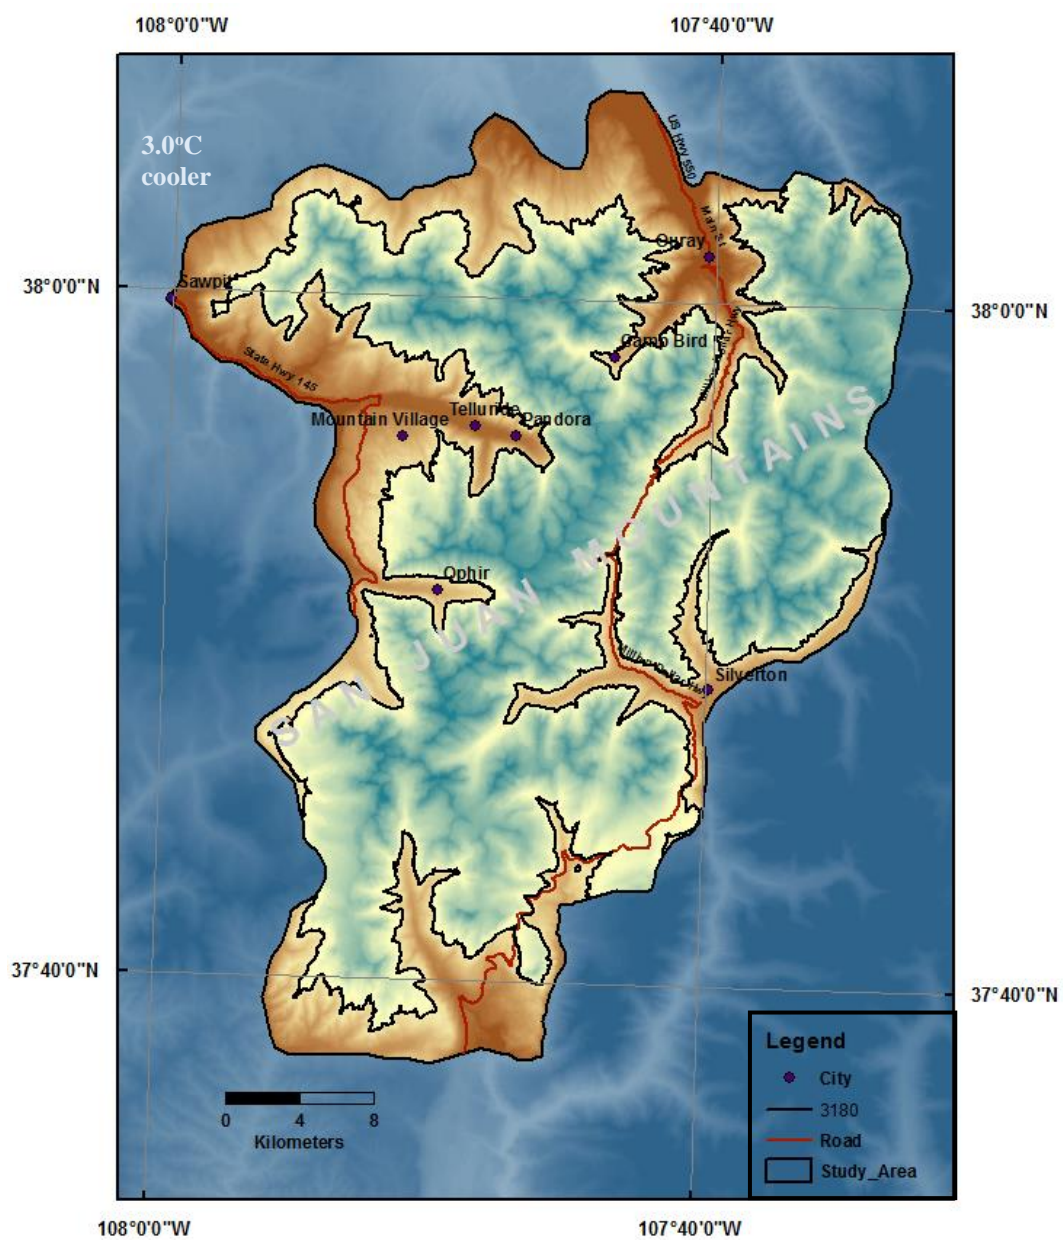 108°0'0"W
107°40'0"W
3.0°C
cooler
US Hwy 550
Main St
Ouray
Sawpit
38°0'0"N
38°0'0"N
Camp Bird
State Hwy 145
Mountain Village
Telluride
Pandora
Ophir
SAN JUAN MOUNTAINS
Silverton
37°40'0"N
37°40'0"N
Legend
City
3180
Road
Study_Area
0 4 8
Kilometers
108°0'0"W
107°40'0"W